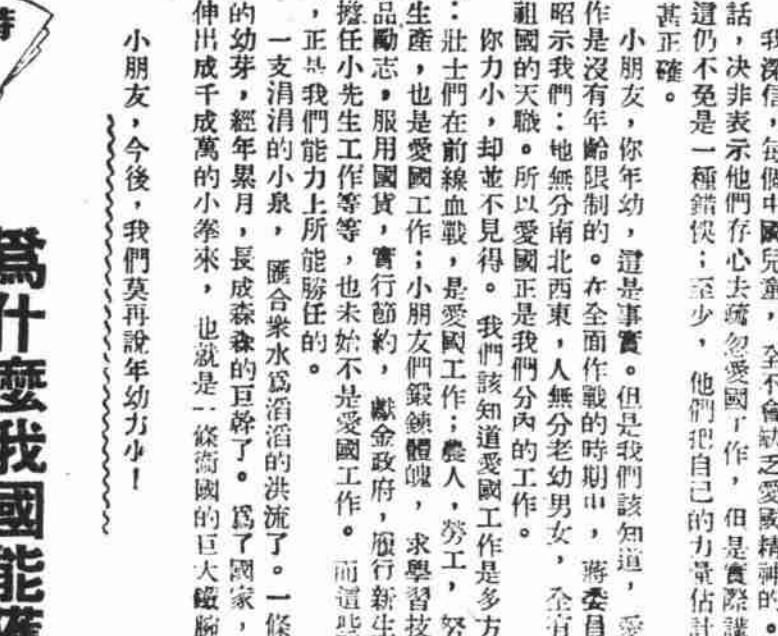 我深信，每個中國兒童，全不會缺乏愛國精神的。
話，决非表示他們存心去疏忽愛國工作，但是實際講
這仍不免是一種錯悞；至少，他們把自己的力量估計
甚正確。
小朋友，你年幼，這是事實。但是我們該知道，愛
作是沒有年齡限制的。在全面作戰的時期中，蔣委員
昭示我們：地無分南北西東，人無分老幼男女，全有
祖國的天職。所以愛國正是我們分內的工作。
你力小，却並不見得。我們該知道愛國工作是多方
：壯士們在前線血戰，是愛國工作；農人，勞工，努
生產，也是愛國工作；小朋友們鍛鍊體魄，求學習技
品勵志，服用國貨，實行節約，獻金政府，履行新生
擔任小先生工作等等，也未始不是愛國工作。而這些
，正是我們能力上所能勝任的。
一支涓涓的小泉，匯合衆水爲滔滔的洪流了。一條
的幼芽，經年累月，長成森森的巨幹了。爲了國家，
伸出成千成萬的小拳來，也就是一條衞國的巨大鐵腕
小朋友，今後，我們莫再說年幼力小！
爲什麼我國能獲